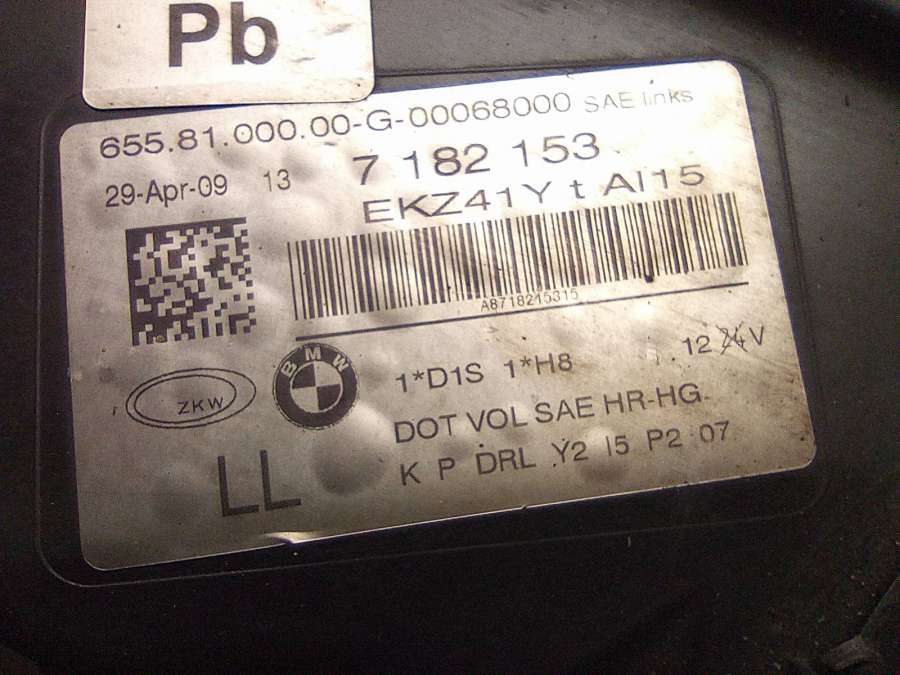 Pb
655.81.000.00-G-00068000 SAE links
29-Apr-09 13 7 182 153
EKZ41Y t AI15
A8718215315
ZKW
BMW
1*D1S 1*H8 12 24 V
DOT VOL SAE HR-HG
LL
K P DRL Y2 I5 P2 07